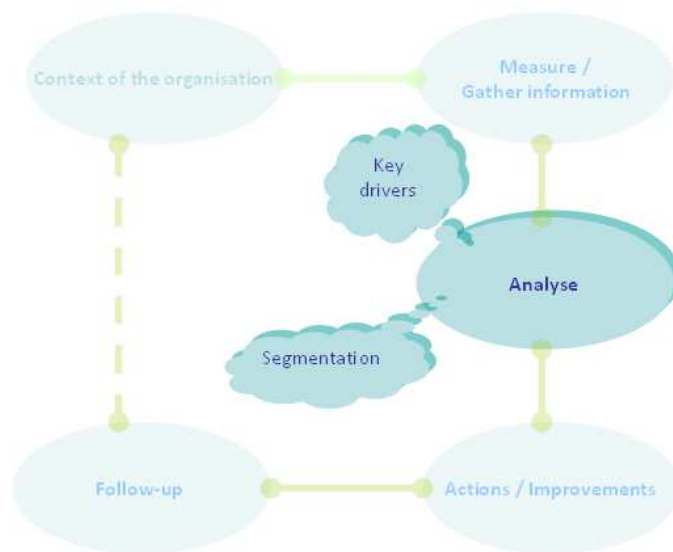 Context of the organisation
Measure /
Gather information
Key
drivers
Analyse
Segmentation
Follow-up
Actions / Improvements